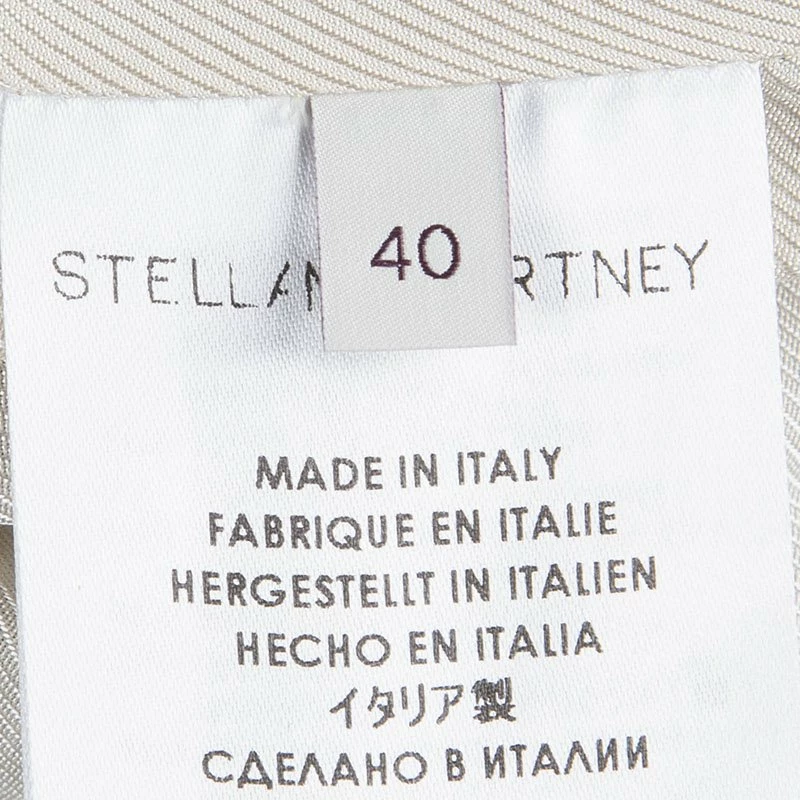 40
STELLA RTNEY
MADE IN ITALY
FABRIQUE EN ITALIE
HERGESTELLT IN ITALIEN
HECHO EN ITALIA
イタリア製
СДЕЛАНО В ИТАЛИИ